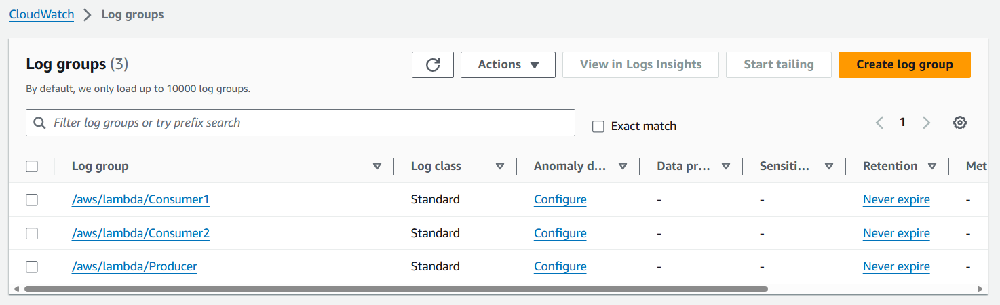 CloudWatch > Log groups
Log groups (3)
Actions ▼
View in Logs Insights
Start tailing
Create log group
By default, we only load up to 10000 log groups.
Filter log groups or try prefix search
Exact match
1
Log group Log class Anomaly d... Data pr... Sensiti... Retention Met
/aws/lambda/Consumer1 Standard Configure - - Never expire -
/aws/lambda/Consumer2 Standard Configure - - Never expire -
/aws/lambda/Producer Standard Configure - - Never expire -